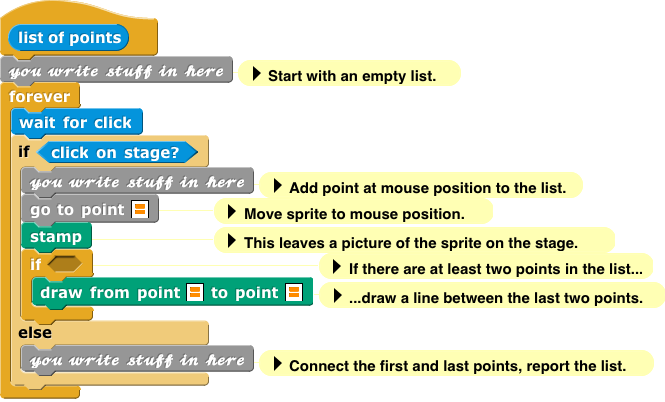 list of points
you write stuff in here Start with an empty list.
forever
wait for click
if click on stage?
you write stuff in here Add point at mouse position to the list.
go to point Move sprite to mouse position.
stamp This leaves a picture of the sprite on the stage.
if If there are at least two points in the list...
draw from point to point ...draw a line between the last two points.
else
you write stuff in here Connect the first and last points, report the list.